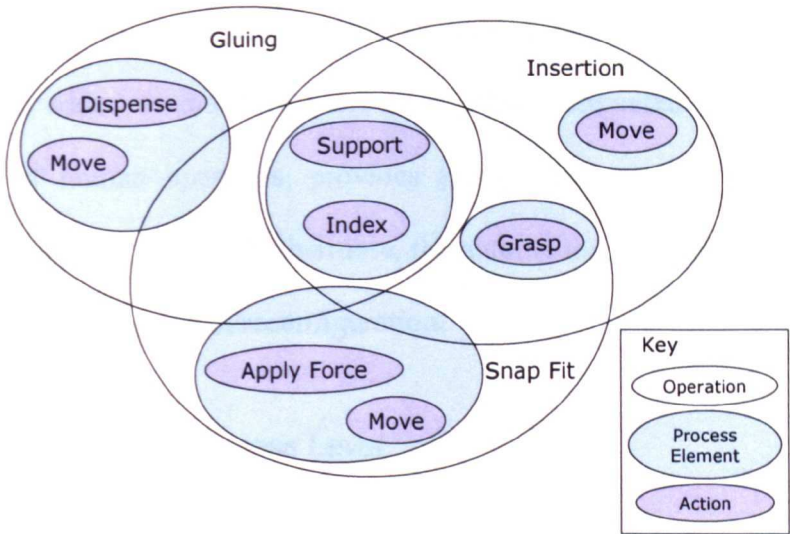 Gluing
Insertion
Dispense
Move
Support
Move
Index
Grasp
Apply Force
Snap Fit
Move
Key
Operation
Process
Element
Action